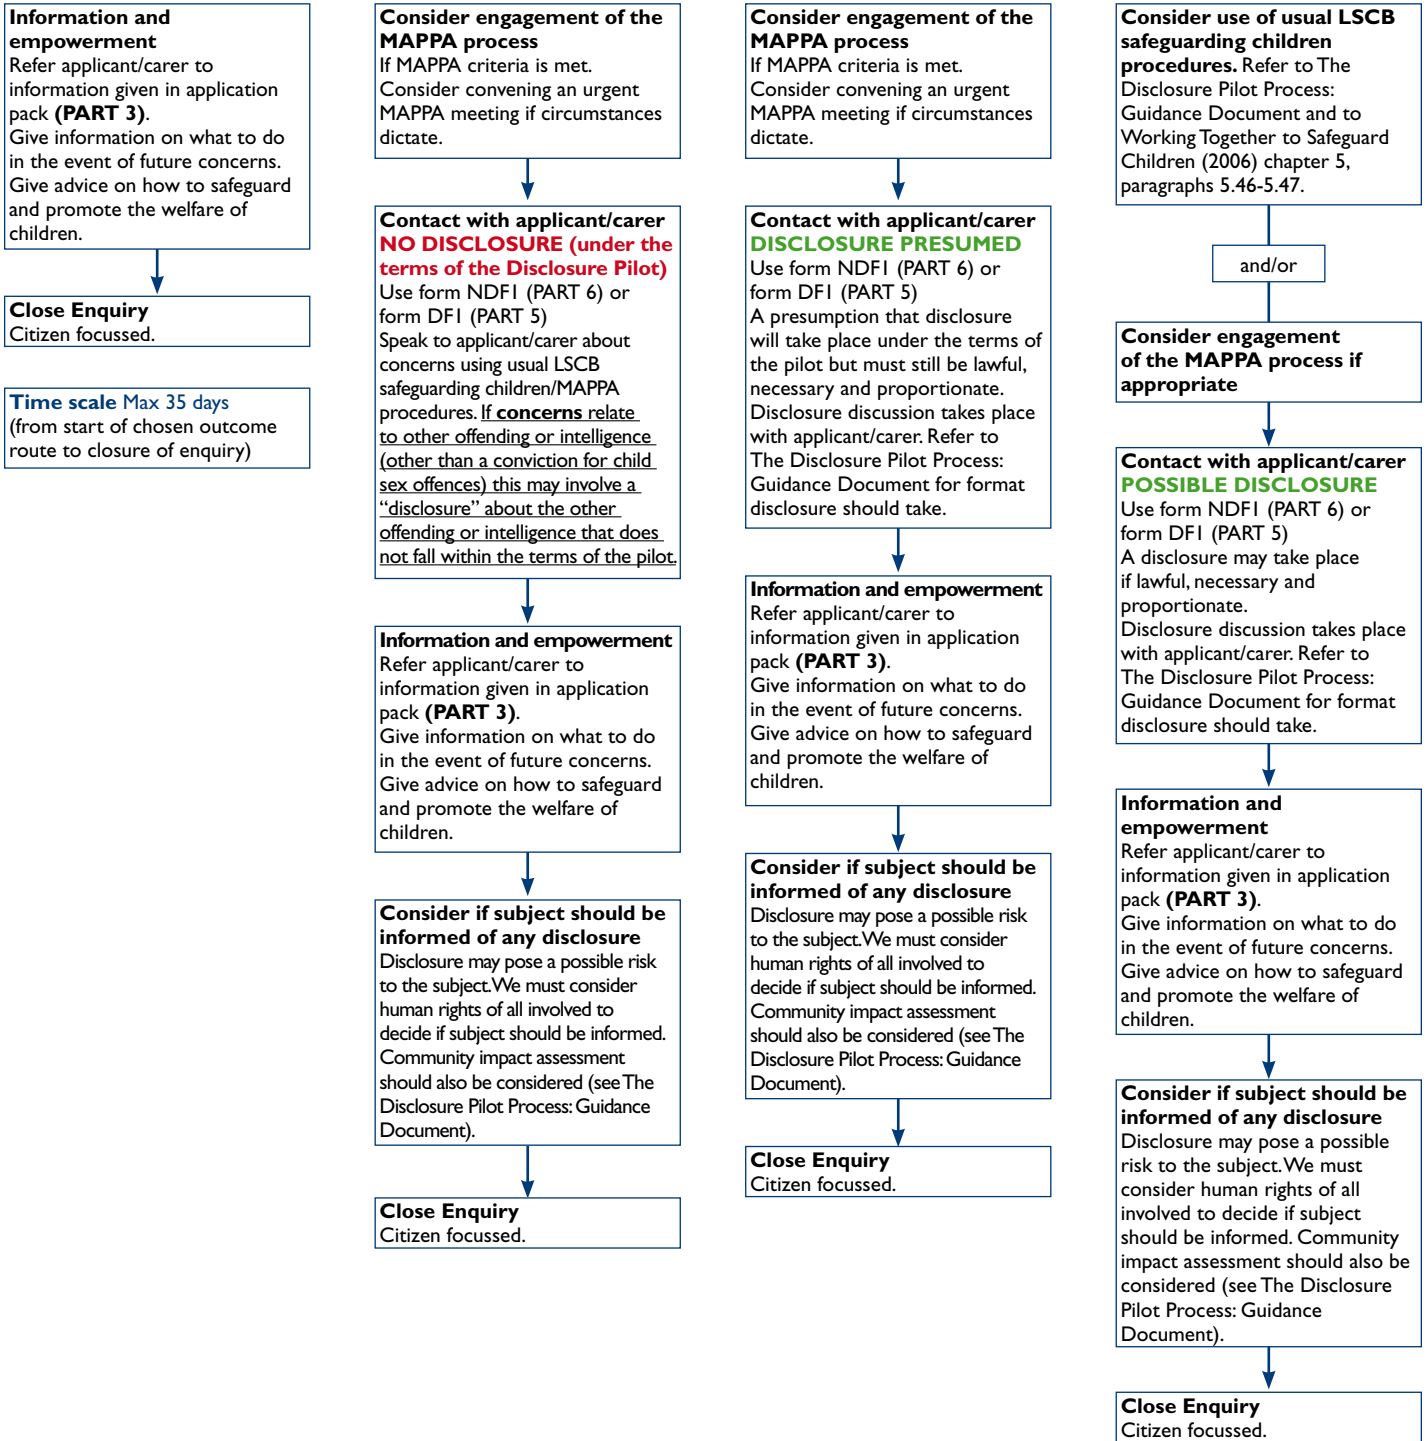 Information and
empowerment
Refer applicant/carer to
information given in application
pack (PART 3).
Give information on what to do
in the event of future concerns.
Give advice on how to safeguard
and promote the welfare of
children.
Close Enquiry
Citizen focussed.
Time scale Max 35 days
(from start of chosen outcome
route to closure of enquiry)
Consider engagement of the
MAPPA process
If MAPPA criteria is met.
Consider convening an urgent
MAPPA meeting if circumstances
dictate.
Contact with applicant/carer
NO DISCLOSURE (under the
terms of the Disclosure Pilot)
Use form NDF1 (PART 6) or
form DF1 (PART 5)
Speak to applicant/carer about
concerns using usual LSCB
safeguarding children/MAPPA
procedures. If concerns relate
to other offending or intelligence
(other than a conviction for child
sex offences) this may involve a
“disclosure” about the other
offending or intelligence that does
not fall within the terms of the pilot.
Information and empowerment
Refer applicant/carer to
information given in application
pack (PART 3).
Give information on what to do
in the event of future concerns.
Give advice on how to safeguard
and promote the welfare of
children.
Consider if subject should be
informed of any disclosure
Disclosure may pose a possible risk
to the subject. We must consider
human rights of all involved to
decide if subject should be informed.
Community impact assessment
should also be considered (see The
Disclosure Pilot Process: Guidance
Document).
Close Enquiry
Citizen focussed.
Consider engagement of the
MAPPA process
If MAPPA criteria is met.
Consider convening an urgent
MAPPA meeting if circumstances
dictate.
Contact with applicant/carer
DISCLOSURE PRESUMED
Use form NDF1 (PART 6) or
form DF1 (PART 5)
A presumption that disclosure
will take place under the terms of
the pilot but must still be lawful,
necessary and proportionate.
Disclosure discussion takes place
with applicant/carer. Refer to
The Disclosure Pilot Process:
Guidance Document for format
disclosure should take.
Information and empowerment
Refer applicant/carer to
information given in application
pack (PART 3).
Give information on what to do
in the event of future concerns.
Give advice on how to safeguard
and promote the welfare of
children.
Consider if subject should be
informed of any disclosure
Disclosure may pose a possible risk
to the subject. We must consider
human rights of all involved to
decide if subject should be informed.
Community impact assessment
should also be considered (see The
Disclosure Pilot Process: Guidance
Document).
Close Enquiry
Citizen focussed.
Consider use of usual LSCB
safeguarding children
procedures. Refer to The
Disclosure Pilot Process:
Guidance Document and to
Working Together to Safeguard
Children (2006) chapter 5,
paragraphs 5.46-5.47.
and/or
Consider engagement
of the MAPPA process if
appropriate
Contact with applicant/carer
POSSIBLE DISCLOSURE
Use form NDF1 (PART 6) or
form DF1 (PART 5)
A disclosure may take place
if lawful, necessary and
proportionate.
Disclosure discussion takes place
with applicant/carer. Refer to
The Disclosure Pilot Process:
Guidance Document for format
disclosure should take.
Information and
empowerment
Refer applicant/carer to
information given in application
pack (PART 3).
Give information on what to do
in the event of future concerns.
Give advice on how to safeguard
and promote the welfare of
children.
Consider if subject should be
informed of any disclosure
Disclosure may pose a possible
risk to the subject. We must
consider human rights of all
involved to decide if subject
should be informed. Community
impact assessment should also be
considered (see The Disclosure
Pilot Process: Guidance
Document).
Close Enquiry
Citizen focussed.